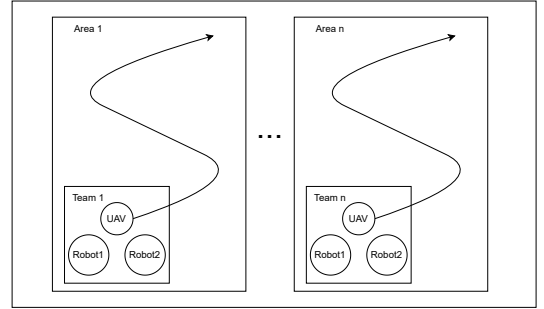 Area 1
Team 1
UAV
Robot1
Robot2
...
Area n
Team n
UAV
Robot1
Robot2